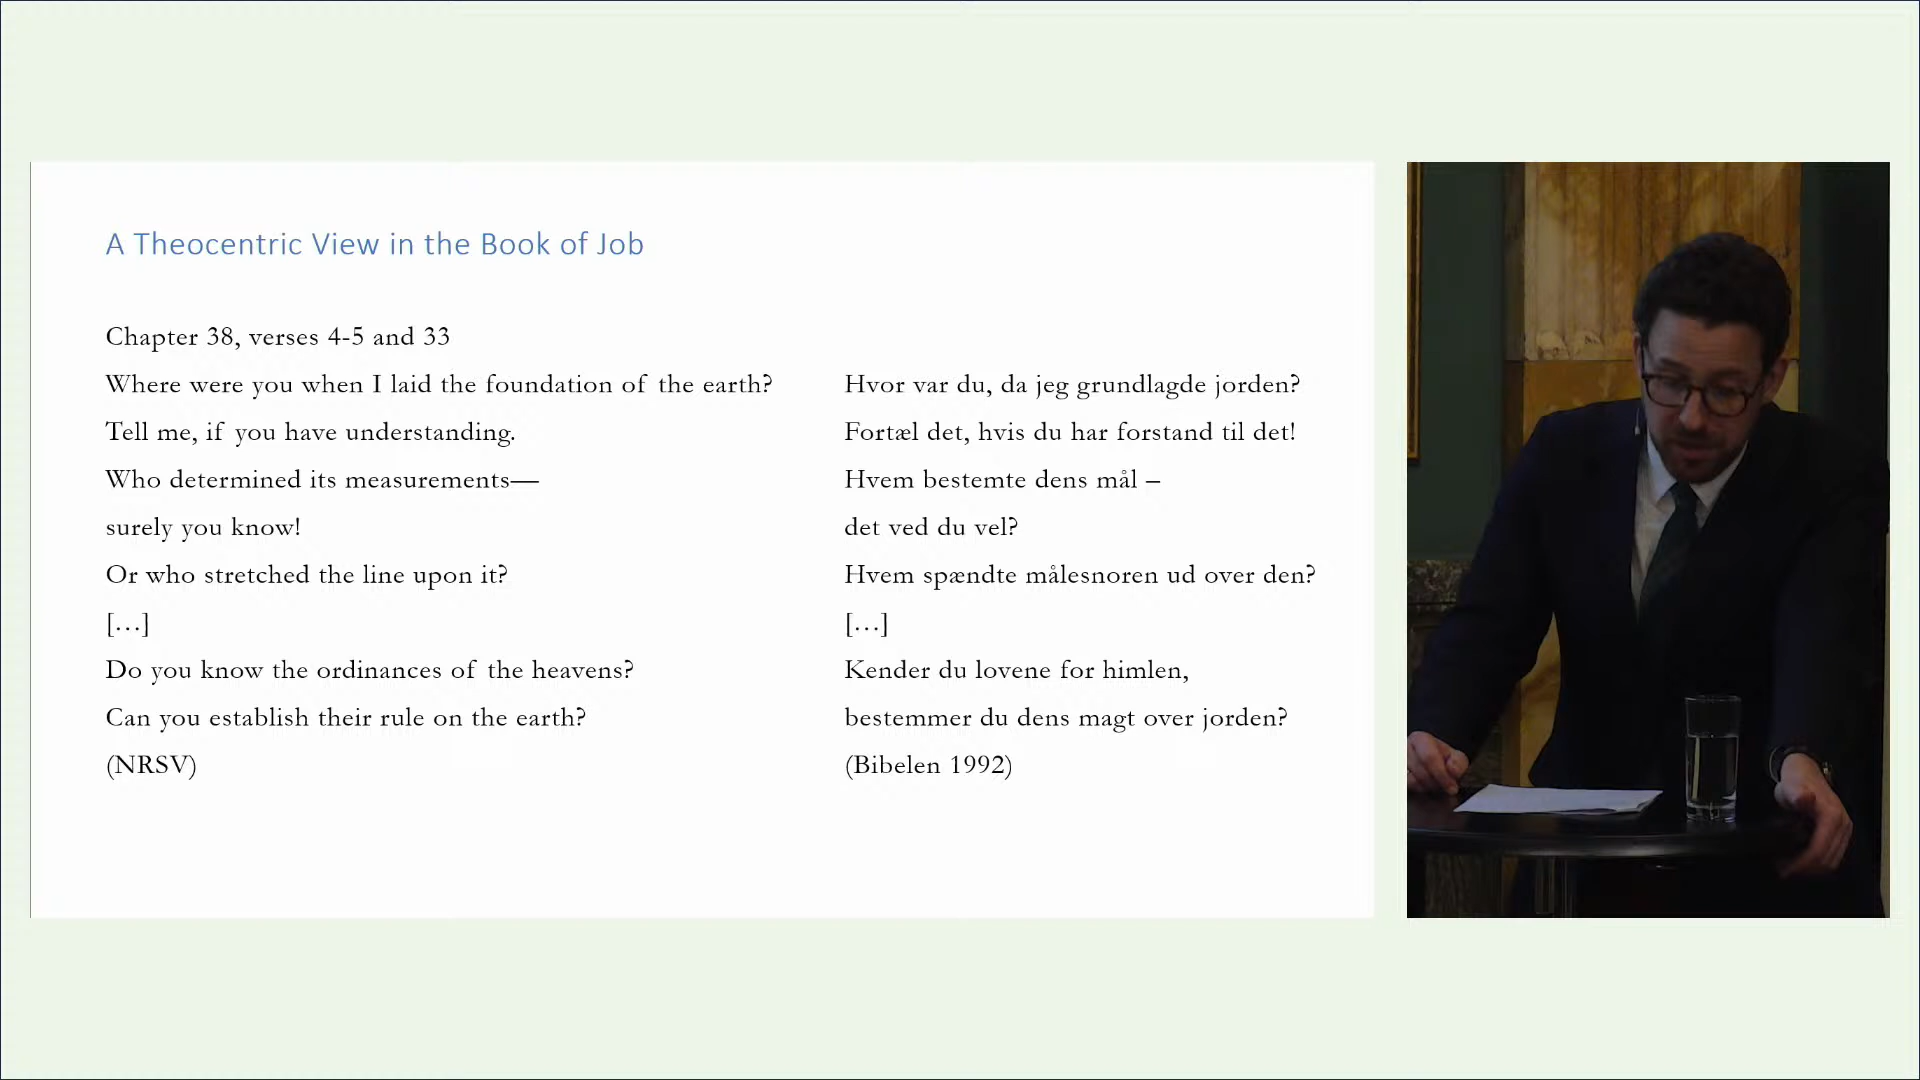 A Theocentric View in the Book of Job
Chapter 38, verses 4-5 and 33
Where were you when I laid the foundation of the earth?
Tell me, if you have understanding.
Who determined its measurements—
surely you know!
Or who stretched the line upon it?
[…]
Do you know the ordinances of the heavens?
Can you establish their rule on the earth?
(NRSV)
Hvor var du, da jeg grundlagde jorden?
Fortæl det, hvis du har forstand til det!
Hvem bestemte dens mål –
det ved du vel?
Hvem spændte målesnoren ud over den?
[…]
Kender du lovene for himlen,
bestemmer du dens magt over jorden?
(Bibelen 1992)